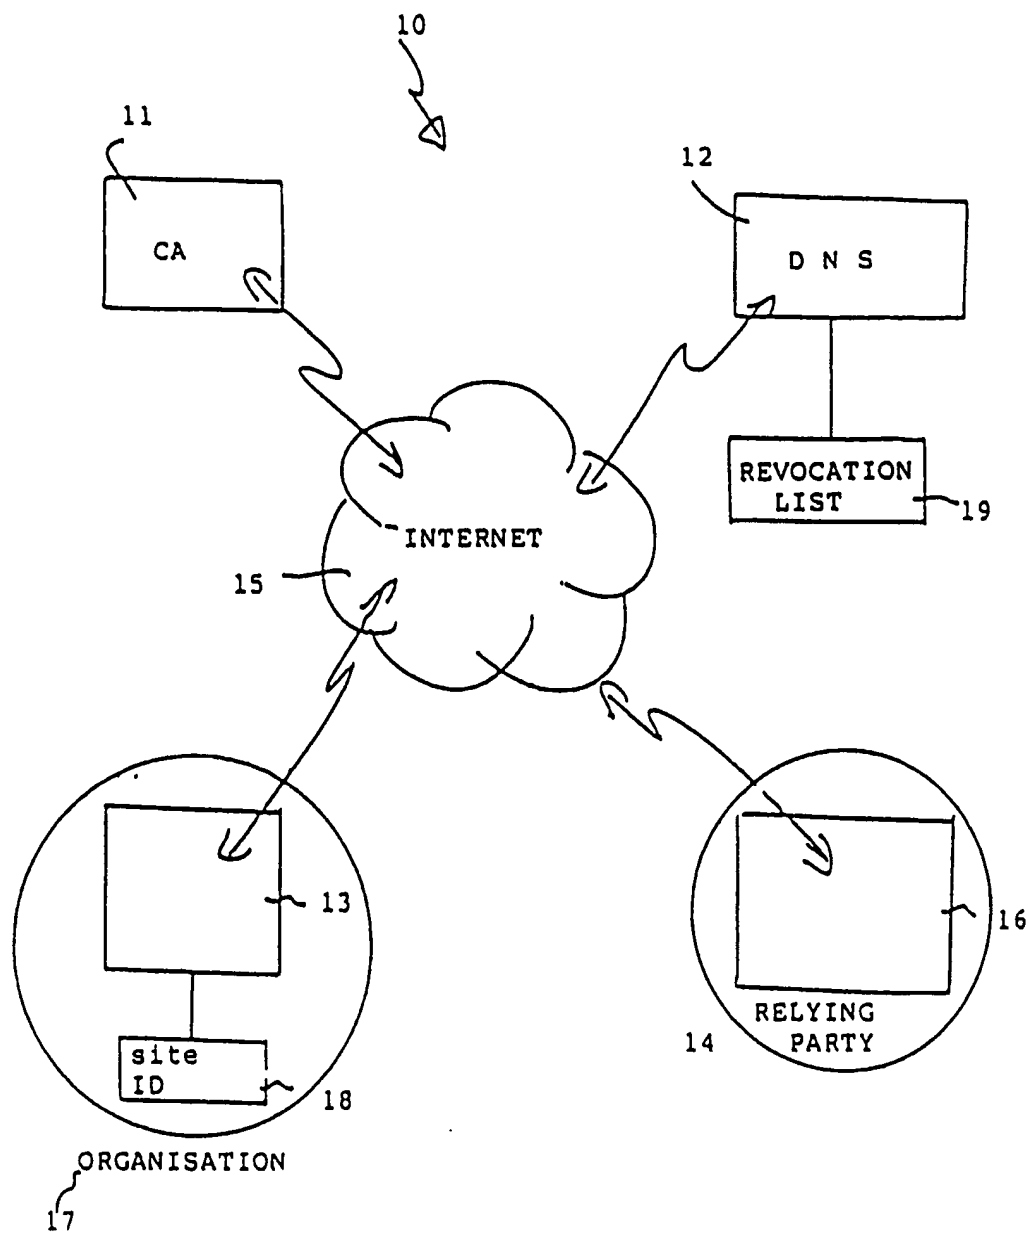 10
11
CA
12
D N S
REVOCATION
LIST
19
INTERNET
15
13
site
ID
18
ORGANISATION
17
16
RELYING
PARTY
14